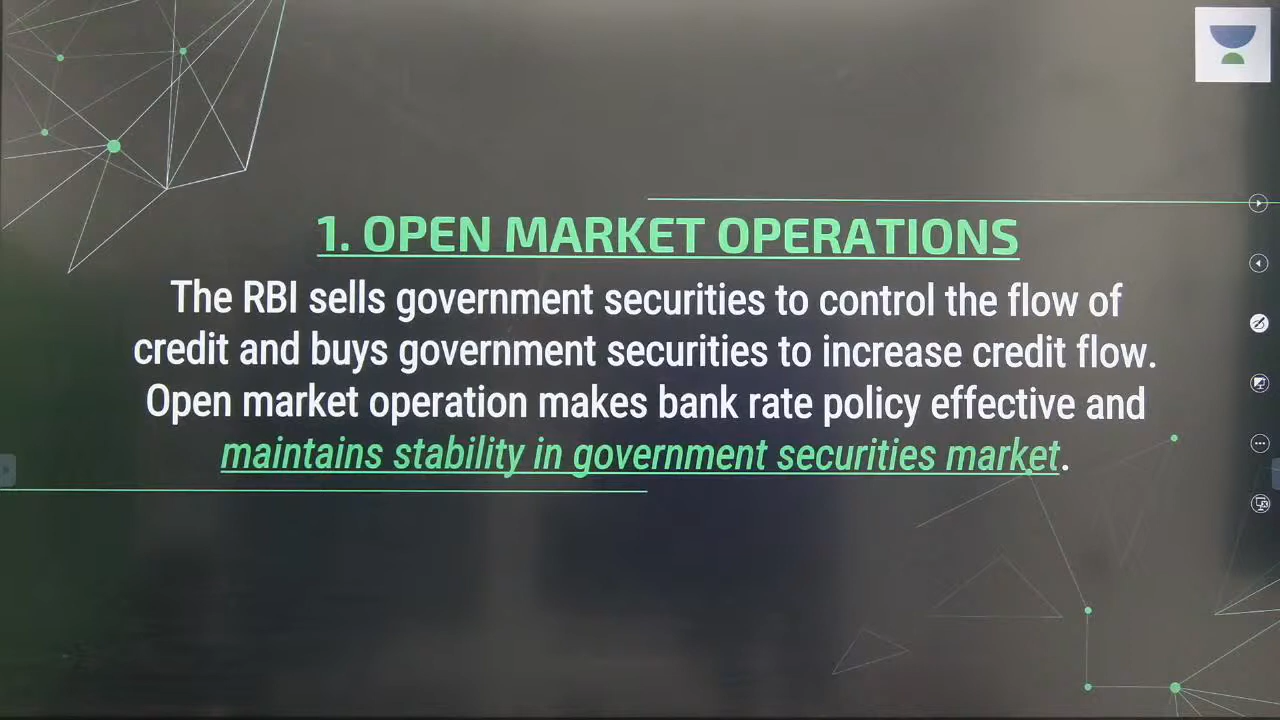 1. OPEN MARKET OPERATIONS
The RBI sells government securities to control the flow of
credit and buys government securities to increase credit flow.
Open market operation makes bank rate policy effective and
maintains stability in government securities market.